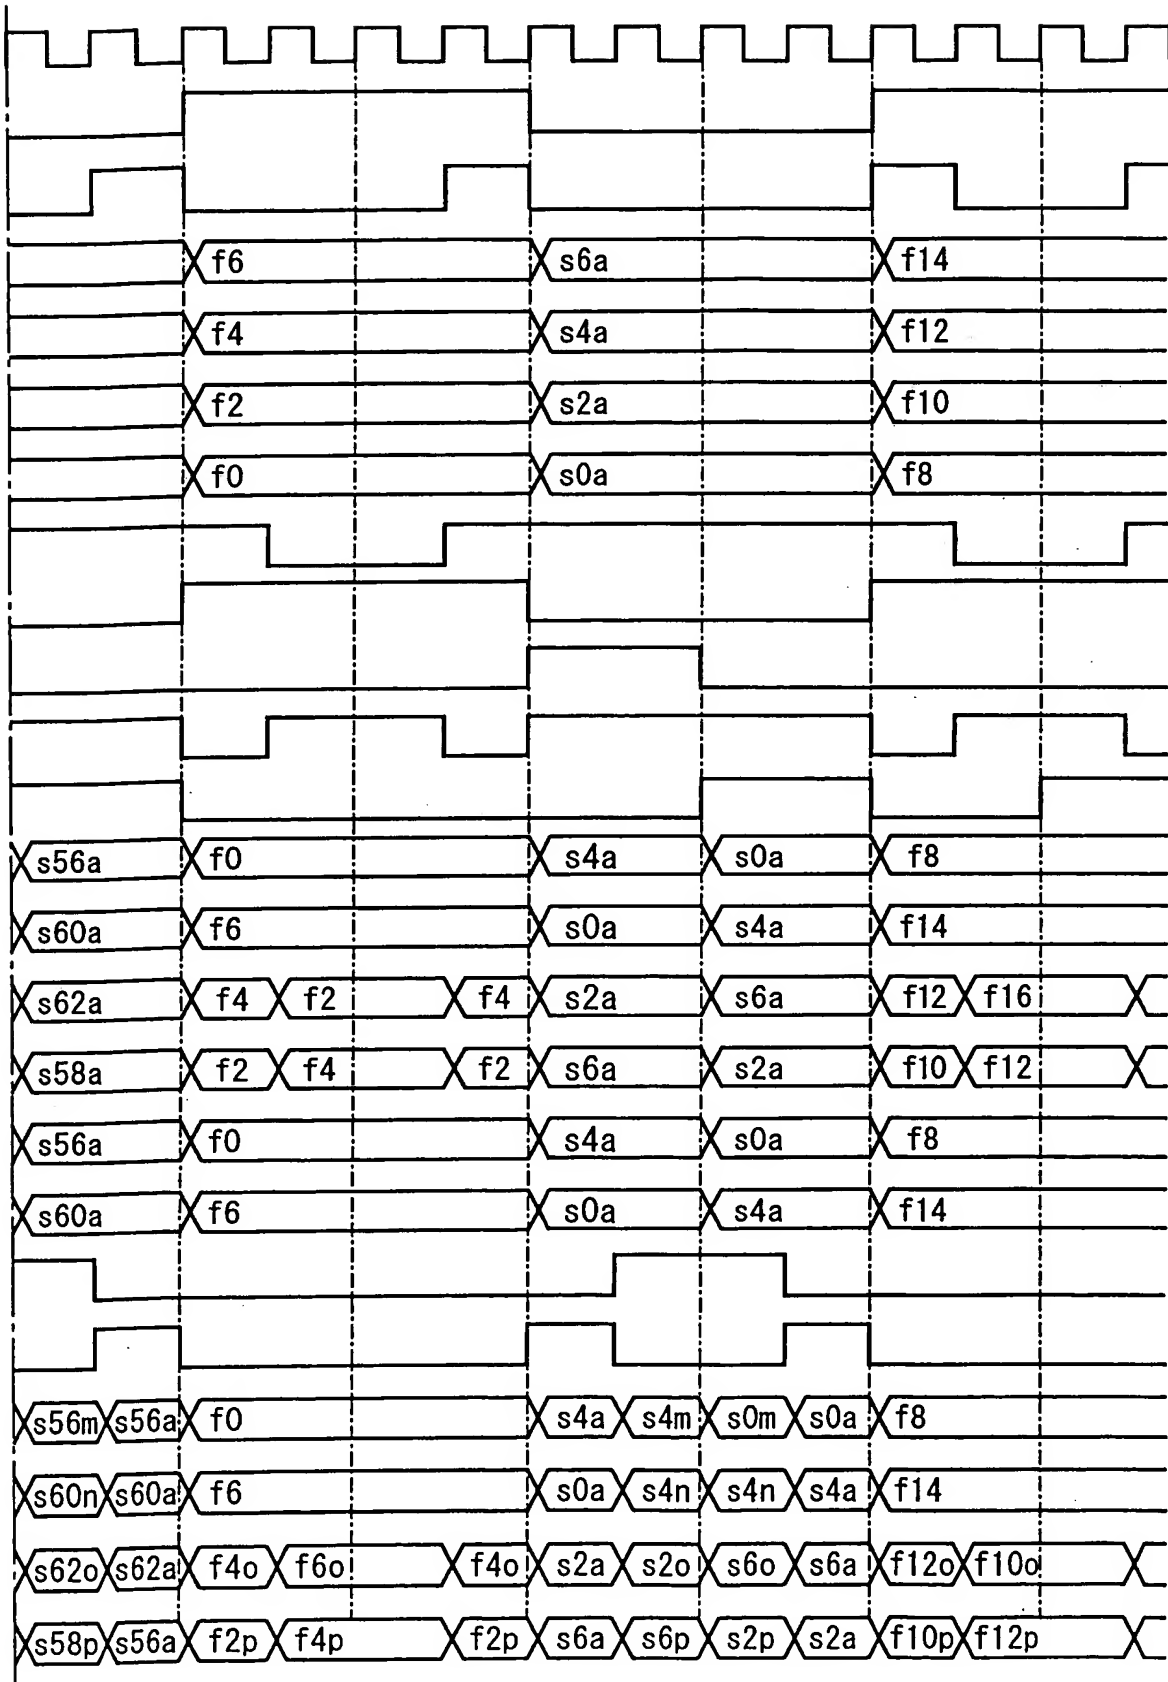 f6 s6a f14
f4 s4a f12
f2 s2a f10
f0 s0a f8
s56a f0 s4a s0a f8
s60a f6 s0a s4a f14
s62a f4 f2 f4 s2a s6a f12 f16
s58a f2 f4 f2 s6a s2a f10 f12
s56a f0 s4a s0a f8
s60a f6 s0a s4a f14
s56m s56a f0 s4a s4m s0m s0a f8
s60n s60a f6 s0a s4n s4n s4a f14
s62o s62a f4o f6o f4o s2a s2o s6o s6a f12o f10o
s58p s56a f2p f4p f2p s6a s6p s2p s2a f10p f12p